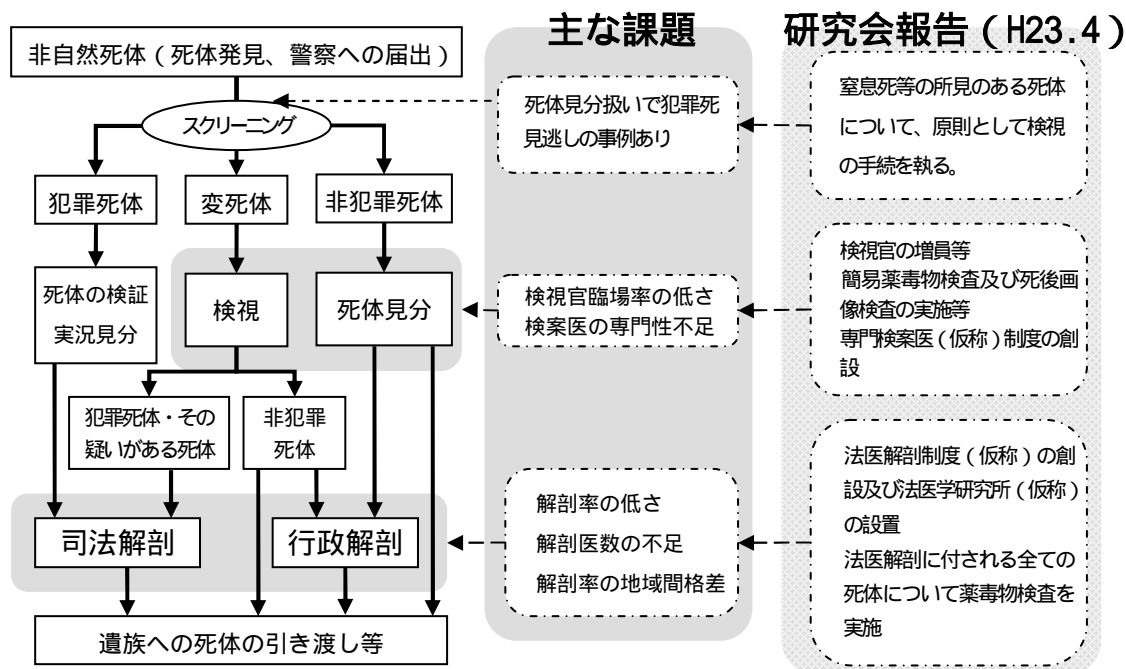 主な課題
研究会報告(H23.4)
非自然死体(死体発見、警察への届出)
スクリーニング
犯罪死体
変死体
非犯罪死体
死体の検証
実況見分
検視
死体見分
犯罪死体・その
疑いがある死体
非犯罪
死体
司法解剖
行政解剖
遺族への死体の引き渡し等
死体見分扱いで犯罪死
見逃しの事例あり
検視官臨場率の低さ
検案医の専門性不足
解剖率の低さ
解剖医数の不足
解剖率の地域間格差
窒息死等の所見のある死体
について、原則として検視
の手続を執る。
検視官の増員等
簡易薬毒物検査及び死後画
像検査の実施等
専門検案医(仮称)制度の創
設
法医解剖制度(仮称)の創
設及び法医学研究所(仮称)
の設置
法医解剖に付される全ての
死体について薬毒物検査を
実施